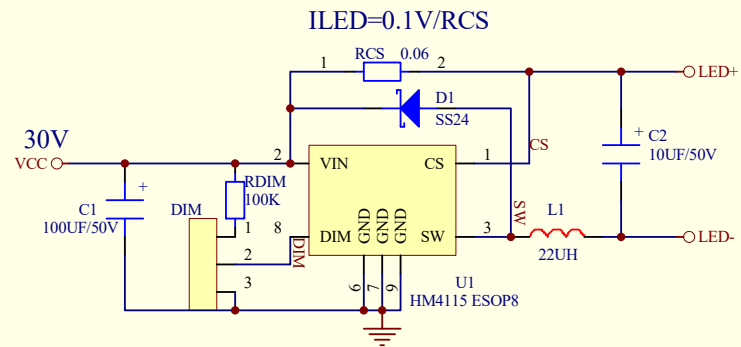 ILED=0.1V/RCS
RCS 0.06
1 2
LED+
D1
SS24
30V
VCC
2 VIN CS 1 CS
+ C2
10UF/50V
C1 +
100UF/50V
RDIM
100K
DIM
1
2
3
8 DIM
DIM
GND
GND
GND
SW 3
SW
L1
22UH
LED-
6
7
9
U1
HM4115 ESOP8